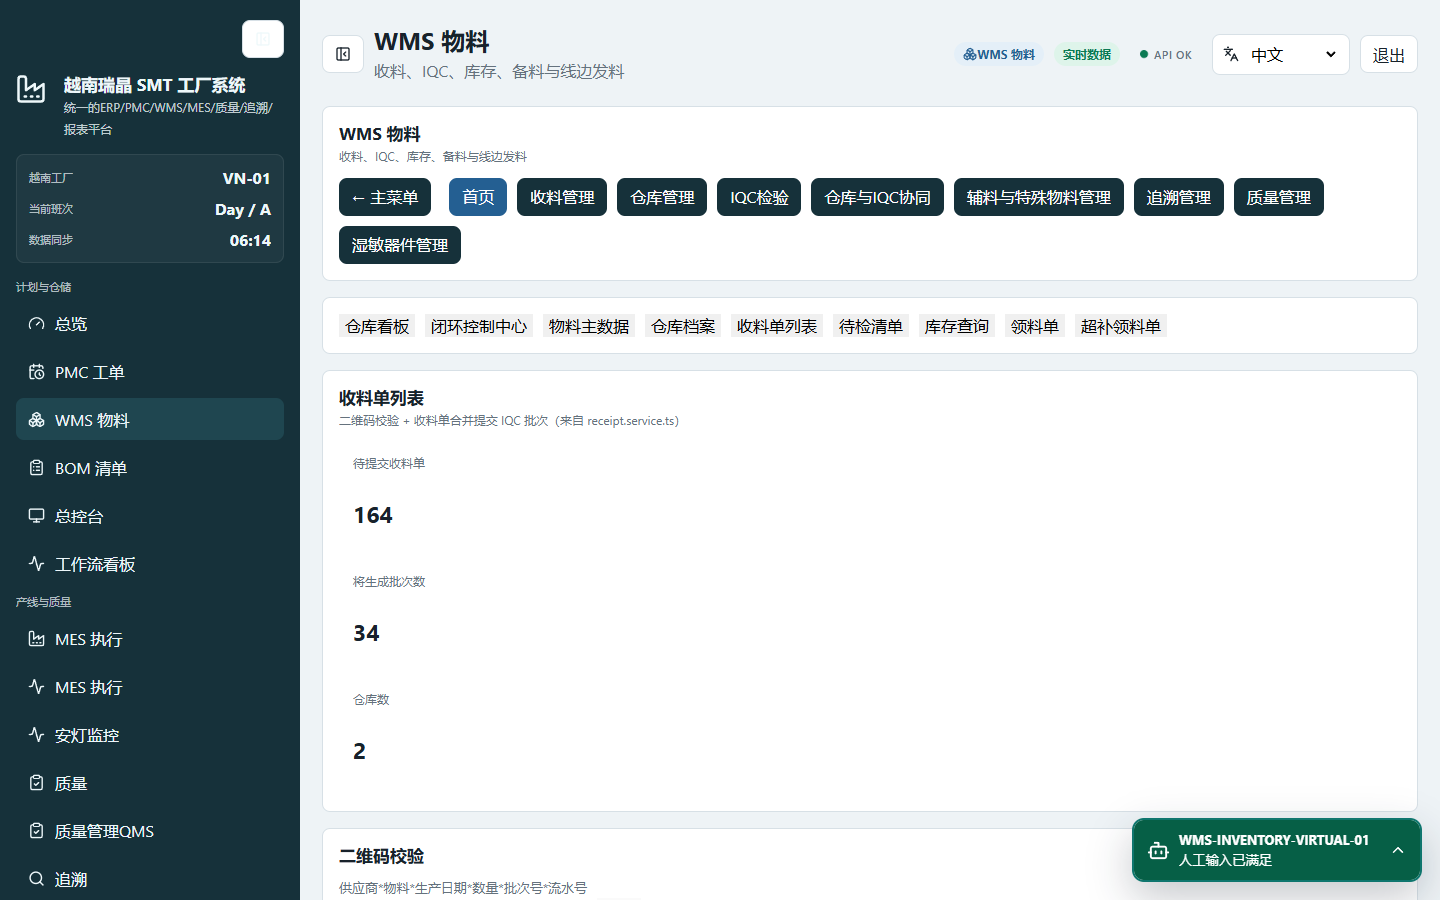 越南瑞晶 SMT 工厂系统
统一的ERP/PMC/WMS/MES/质量/追溯/
报表平台
越南工厂 VN-01
当前班次 Day / A
数据同步 06:14
计划与仓储
总览
PMC 工单
WMS 物料
BOM 清单
总控台
工作流看板
产线与质量
MES 执行
MES 执行
安灯监控
质量
质量管理QMS
追溯
WMS 物料
收料、IQC、库存、备料与线边发料
WMS 物料 实时数据 API OK 中文 退出
WMS 物料
收料、IQC、库存、备料与线边发料
← 主菜单 首页 收料管理 仓库管理 IQC检验 仓库与IQC协同 辅料与特殊物料管理 追溯管理 质量管理
湿敏器件管理
仓库看板 闭环控制中心 物料主数据 仓库档案 收料单列表 待检清单 库存查询 领料单 超补领料单
收料单列表
二维码校验 + 收料单合并提交 IQC 批次（来自 receipt.service.ts）
待提交收料单
164
将生成批次数
34
仓库数
2
二维码校验
供应商*物料*生产日期*数量*批次号*流水号
WMS-INVENTORY-VIRTUAL-01
人工输入已满足